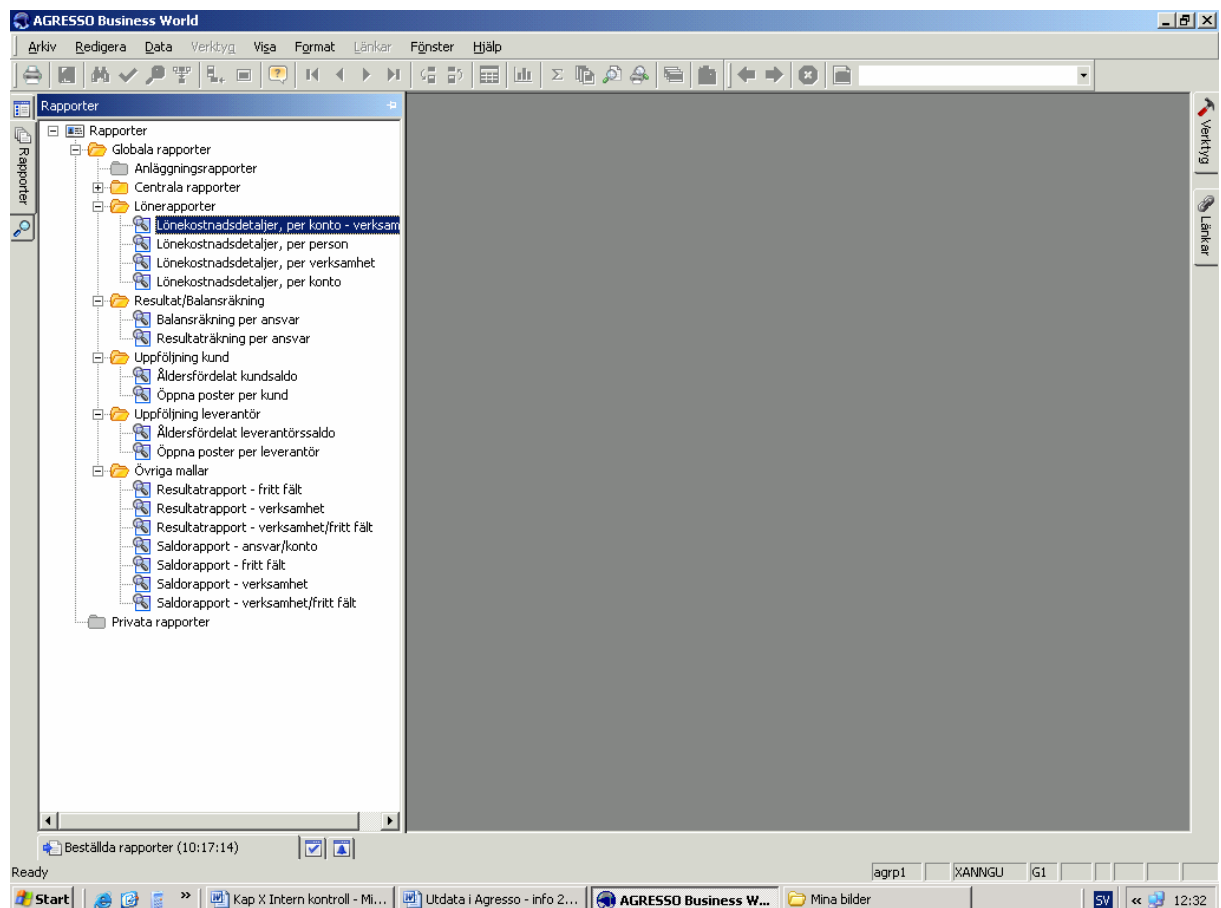 AGRESSO Business World
Arkiv Redigera Data Verktyg Visa Format Länkar Fönster Hjälp
Rapporter
Rapporter
Verktyg
Länkar
Rapporter
Globala rapporter
Anläggningsrapporter
Centrala rapporter
Lönerapporter
Lönekostnadsdetaljer, per konto - verksam
Lönekostnadsdetaljer, per person
Lönekostnadsdetaljer, per verksamhet
Lönekostnadsdetaljer, per konto
Resultat/Balansräkning
Balansräkning per ansvar
Resultaträkning per ansvar
Uppföljning kund
Åldersfördelat kundsaldo
Öppna poster per kund
Uppföljning leverantör
Åldersfördelat leverantörssaldo
Öppna poster per leverantör
Övriga mallar
Resultatrapport - fritt fält
Resultatrapport - verksamhet
Resultatrapport - verksamhet/fritt fält
Saldorapport - ansvar/konto
Saldorapport - fritt fält
Saldorapport - verksamhet
Saldorapport - verksamhet/fritt fält
Privata rapporter
Beställda rapporter (10:17:14)
Ready agrp1 XANNGU G1
Start » Kap X Intern kontroll - Mi... Utdata i Agresso - info 2... AGRESSO Business W... Mina bilder SV « 12:32